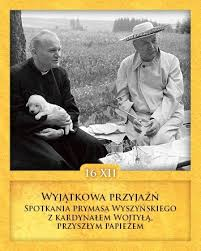 16 XII
WYJĄTKOWA PRZYJAŹŃ
SPOTKANIA PRYMASA WYSZYŃSKIEGO
Z KARDYNAŁEM WOJTYŁĄ,
PRZYSZŁYM PAPIEŻEM